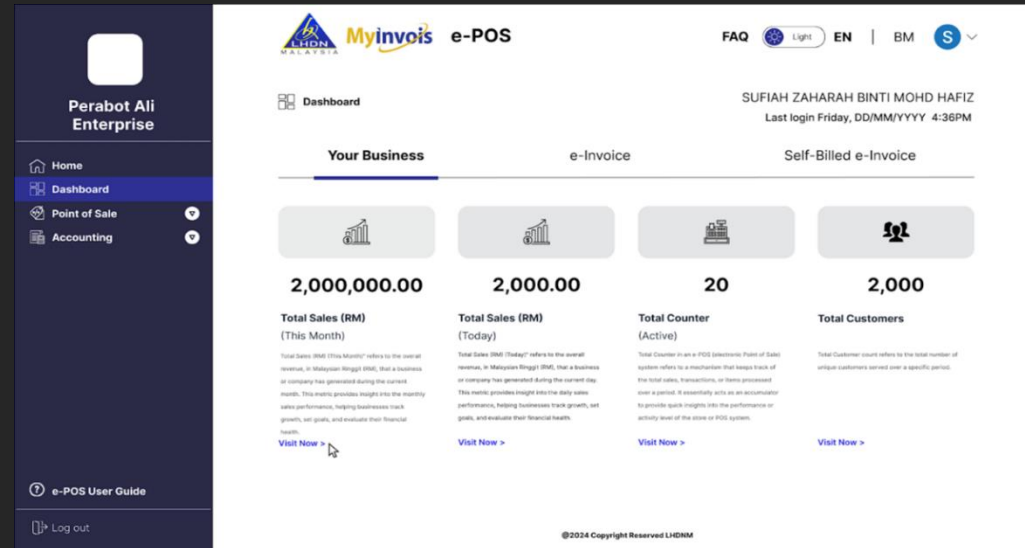 Perabot Ali
Enterprise
Home
Dashboard
Point of Sale
Accounting
e-POS User Guide
Log out
LHDN
MALAYSIA
Myinvois e-POS
FAQ Light EN | BM S
Dashboard
SUFIAH ZAHARAH BINTI MOHD HAFIZ
Last login Friday, DD/MM/YYYY 4:36PM
Your Business
e-Invoice
Self-Billed e-Invoice
2,000,000.00
Total Sales (RM)
(This Month)
Total Sales (RM) (This Month)" refers to the overall
revenue, in Malaysian Ringgit (RM), that a business
or company has generated during the current
month. This metric provides insight into the monthly
sales performance, helping businesses track
growth, set goals, and evaluate their financial
health.
Visit Now >
2,000.00
Total Sales (RM)
(Today)
Total Sales (RM) (Today)" refers to the overall
revenue, in Malaysian Ringgit (RM), that a business
or company has generated during the current day.
This metric provides insight into the daily sales
performance, helping businesses track growth, set
goals, and evaluate their financial health.
Visit Now >
20
Total Counter
(Active)
Total Counter in an e-POS (electronic Point of Sale)
system refers to a mechanism that keeps track of
the total sales, transactions, or items processed
over a period. It essentially acts as an accumulator
to provide quick insights into the performance or
activity level of the store or POS system.
Visit Now >
2,000
Total Customers
Total Customer count refers to the total number of
unique customers served over a specific period.
Visit Now >
@2024 Copyright Reserved LHDNM